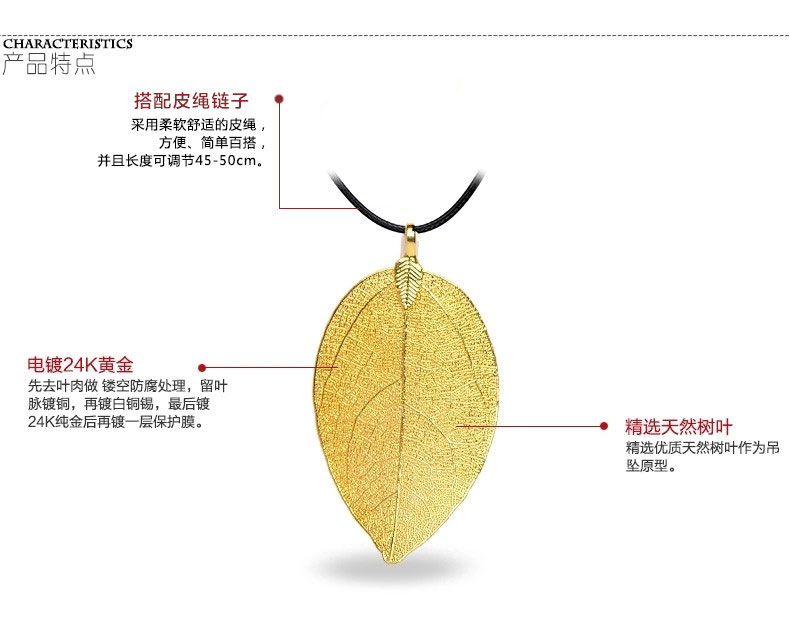 CHARACTERISTICS
产品特点
搭配皮绳链子
采用柔软舒适的皮绳，
方便、简单百搭，
并且长度可调节45-50cm。
电镀24K黄金
先去叶肉做 镂空防腐处理，留叶
脉镀铜，再镀白铜锡，最后镀
24K纯金后再镀一层保护膜。
精选天然树叶
精选优质天然树叶作为吊
坠原型。